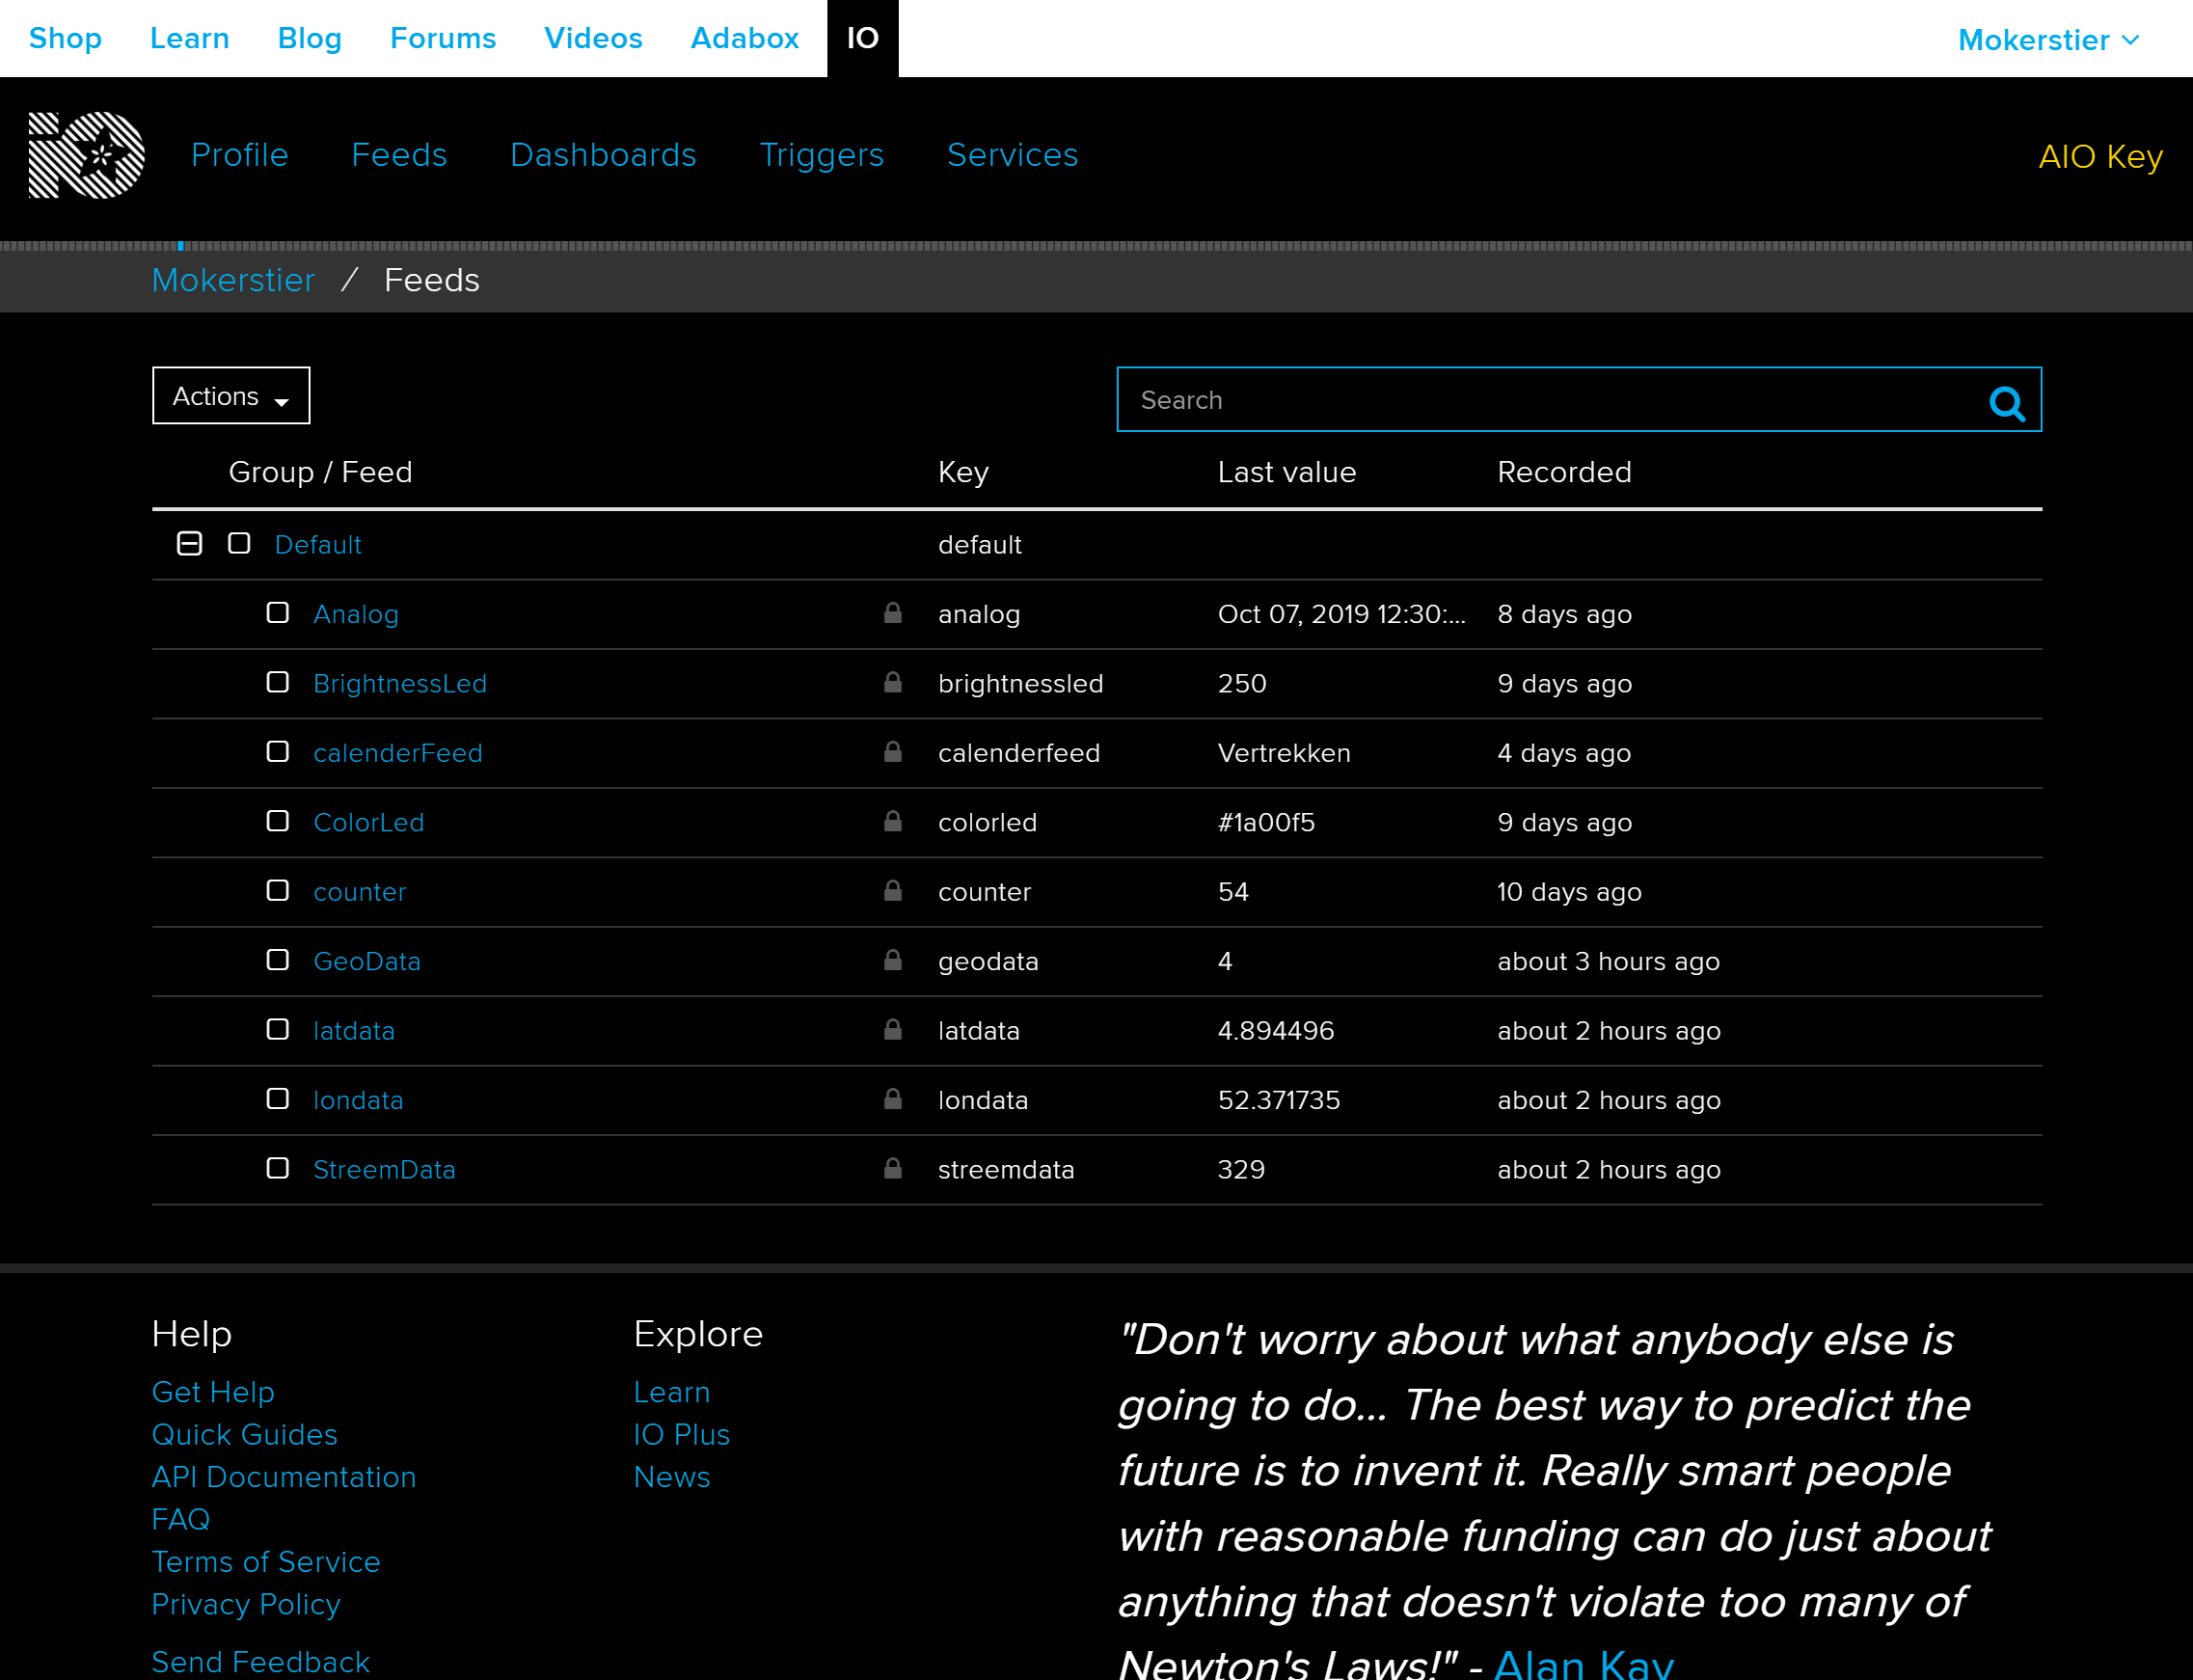 Shop Learn Blog Forums Videos Adabox IO Mokerstier
iO Profile Feeds Dashboards Triggers Services AIO Key
Mokerstier / Feeds
Actions Search
Group / Feed Key Last value Recorded
Default default
Analog analog Oct 07, 2019 12:30:... 8 days ago
BrightnessLed brightnessled 250 9 days ago
calenderFeed calenderfeed Vertrekken 4 days ago
ColorLed colorled #1a00f5 9 days ago
counter counter 54 10 days ago
GeoData geodata 4 about 3 hours ago
latdata latdata 4.894496 about 2 hours ago
londata londata 52.371735 about 2 hours ago
StreemData streemdata 329 about 2 hours ago
Help
Get Help
Quick Guides
API Documentation
FAQ
Terms of Service
Privacy Policy
Send Feedback
Explore
Learn
IO Plus
News
"Don't worry about what anybody else is
going to do... The best way to predict the
future is to invent it. Really smart people
with reasonable funding can do just about
anything that doesn't violate too many of
Newton's Laws!" - Alan Kay